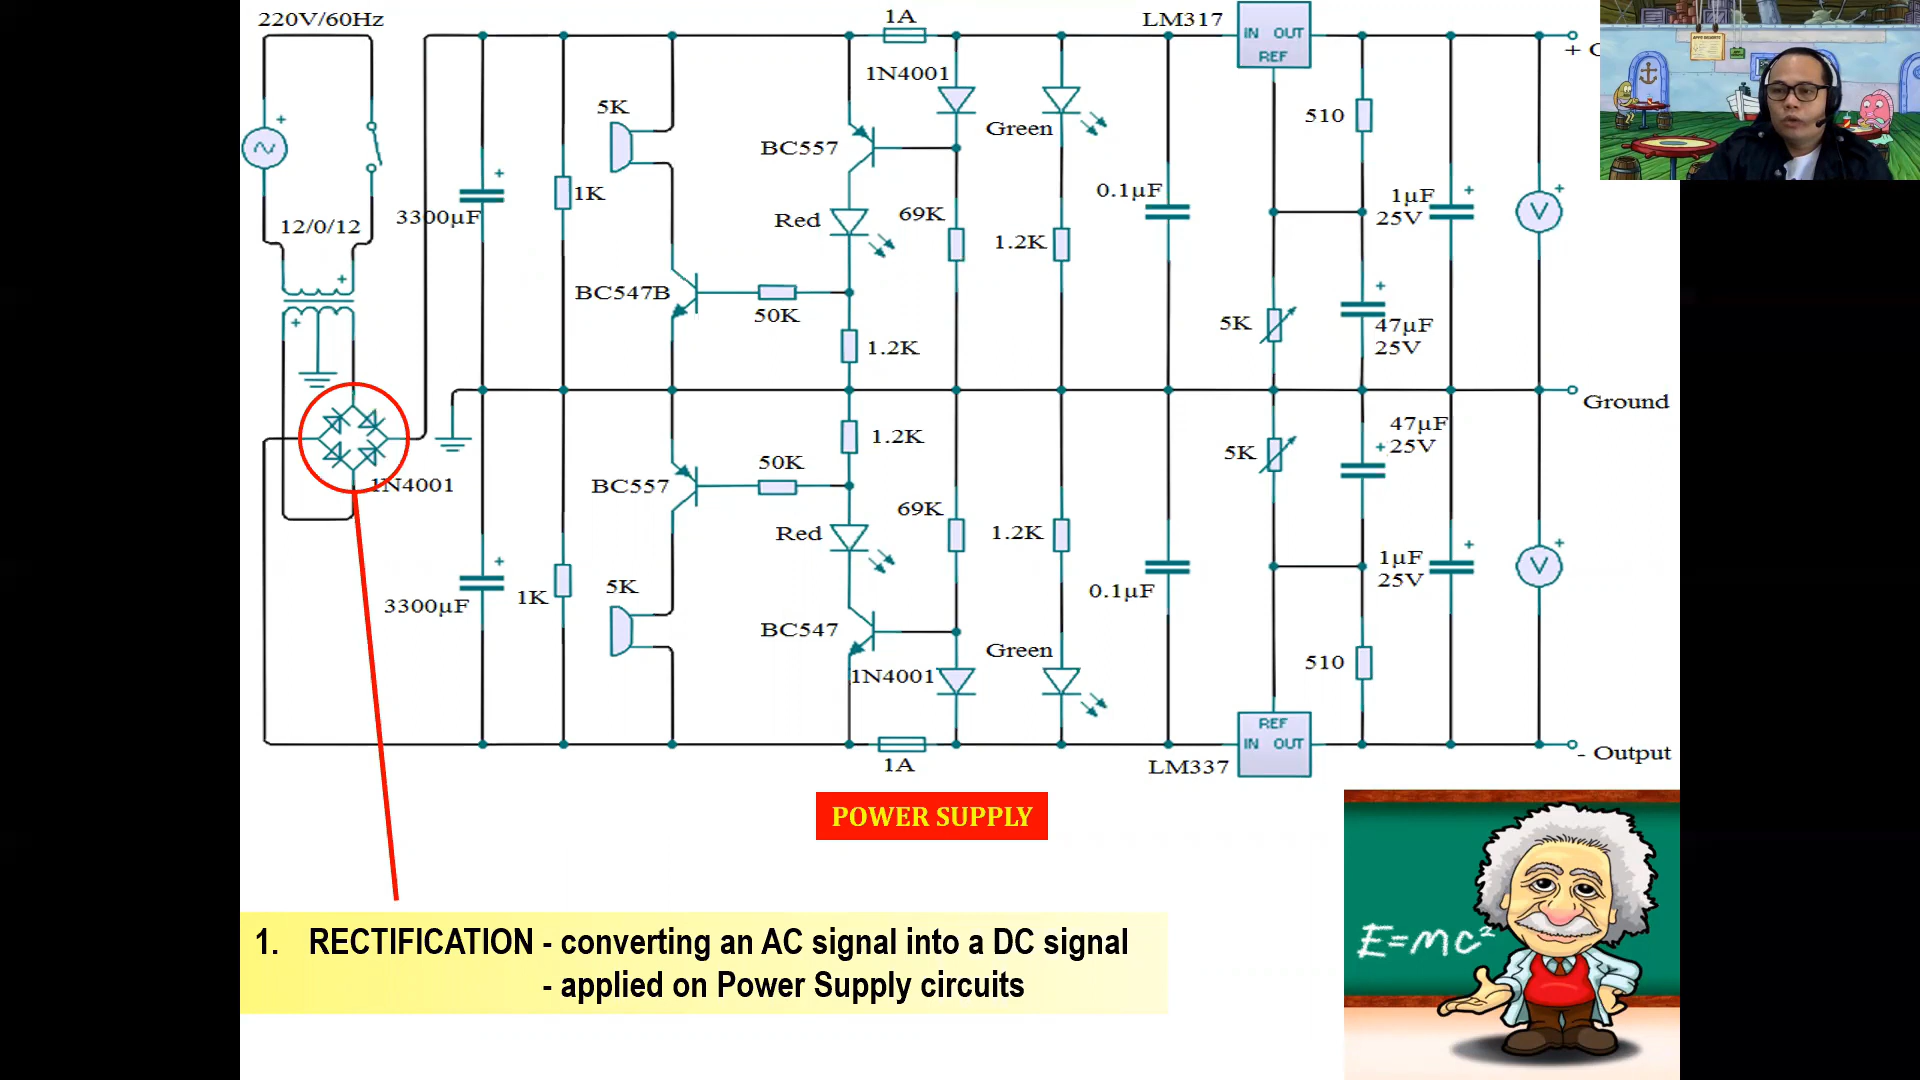 220V/60Hz
1A
LM317
IN OUT
REF
+ O
1N4001
5K
Green
510
BC557
3300µF
1K
0.1µF
1µF
25V
V
12/0/12
Red
69K
1.2K
BC547B
50K
5K
47µF
25V
1.2K
Ground
47µF
25V
1.2K
5K
50K
1N4001
BC557
69K
1.2K
Red
1µF
25V
V
3300µF
1K
5K
0.1µF
BC547
Green
510
1N4001
REF
IN OUT
1A
LM337
- Output
POWER SUPPLY
E=mc²
1. RECTIFICATION - converting an AC signal into a DC signal
- applied on Power Supply circuits